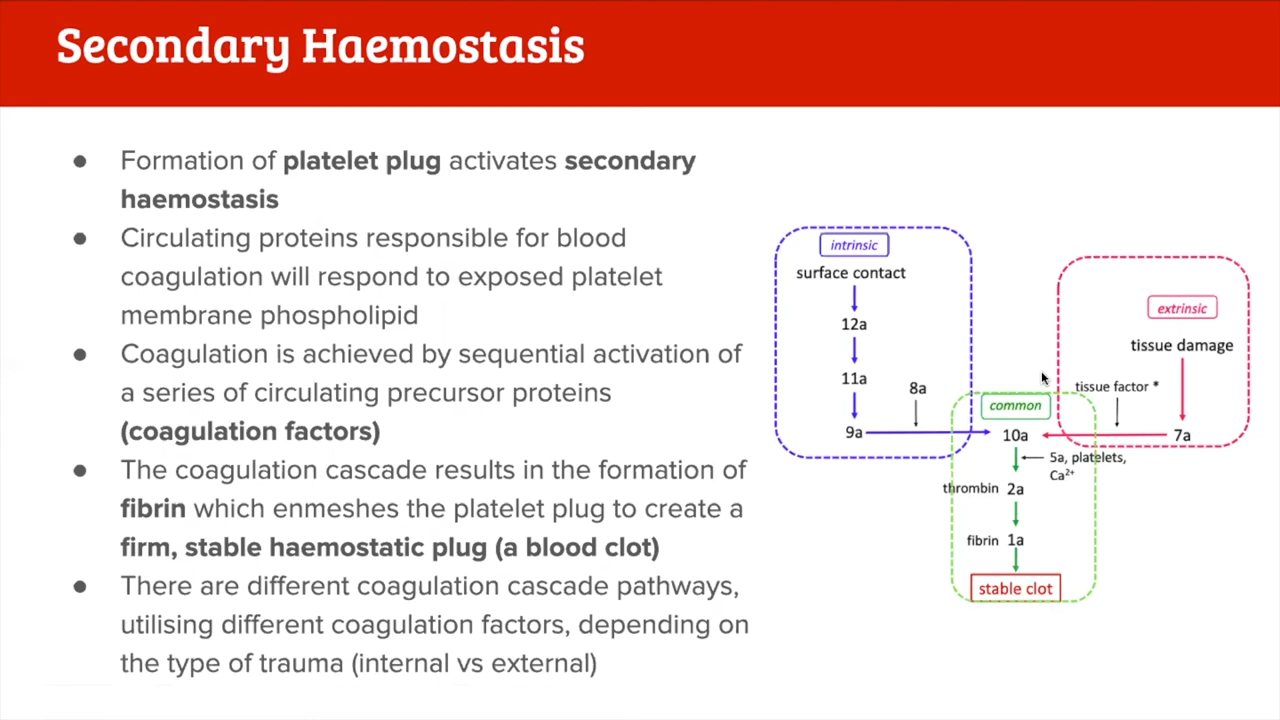 Secondary Haemostasis
● Formation of platelet plug activates secondary
haemostasis
● Circulating proteins responsible for blood
coagulation will respond to exposed platelet
membrane phospholipid
● Coagulation is achieved by sequential activation of
a series of circulating precursor proteins
(coagulation factors)
● The coagulation cascade results in the formation of
fibrin which enmeshes the platelet plug to create a
firm, stable haemostatic plug (a blood clot)
● There are different coagulation cascade pathways,
utilising different coagulation factors, depending on
the type of trauma (internal vs external)
intrinsic
surface contact
12a
11a
8a
9a
extrinsic
tissue damage
tissue factor *
7a
common
10a
5a, platelets,
Ca²⁺
thrombin 2a
fibrin 1a
stable clot